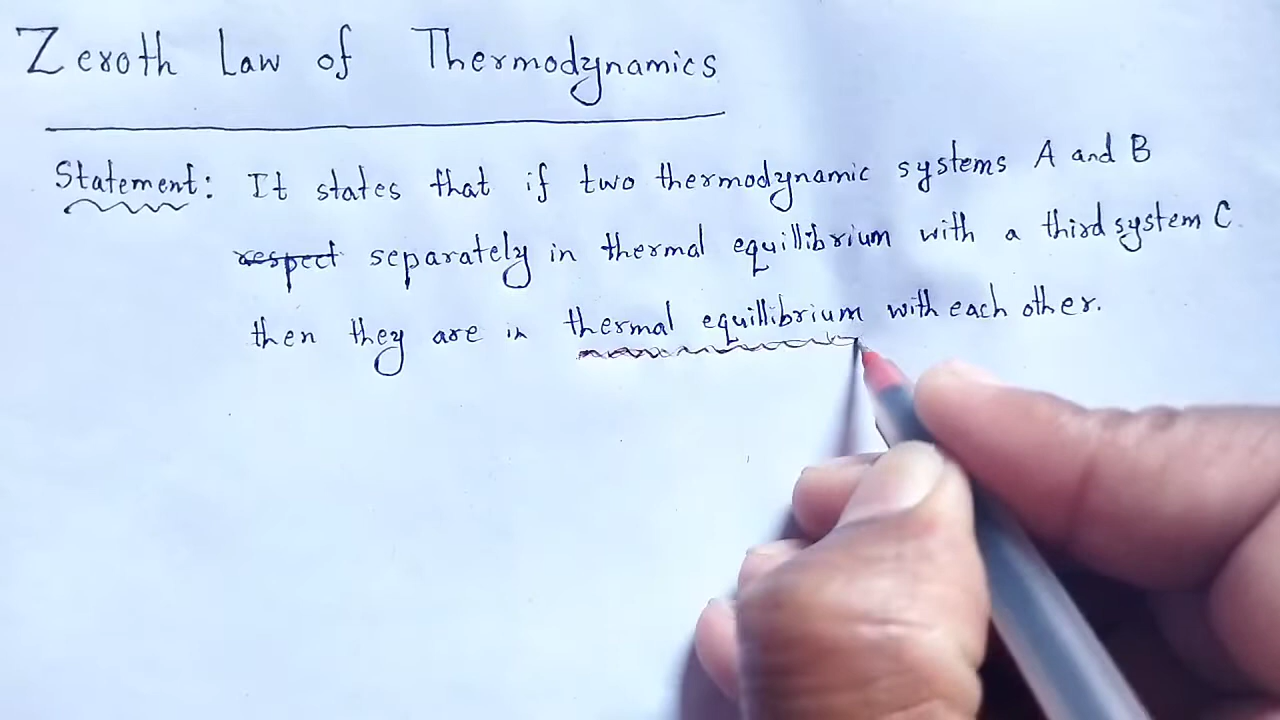 Zeroth Law of Thermodynamics
Statement: It states that if two thermodynamic systems A and B
respect separately in thermal equillibrium with a third system C
then they are in thermal equillibrium with each other.